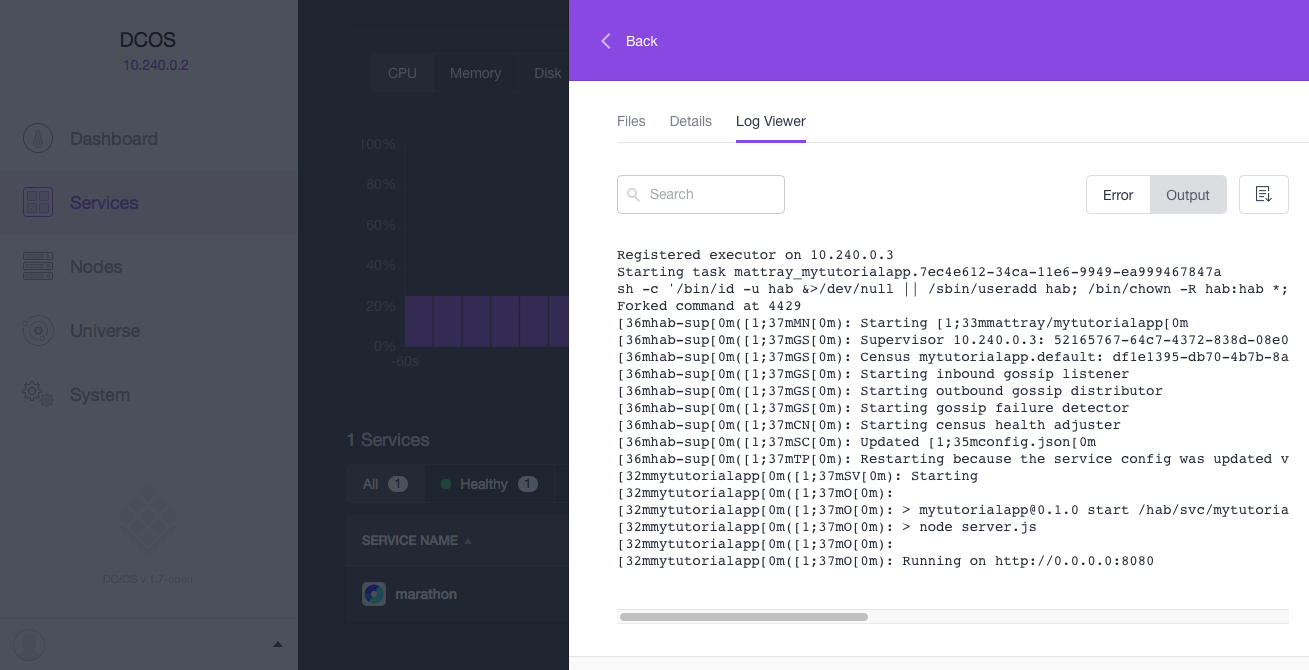 DCOS
10.240.0.2
Dashboard
Services
Nodes
Universe
System
DC/OS v.1.7-open
CPU
Memory
Disk
100%
80%
60%
40%
20%
0%
-60s
1 Services
All 1
Healthy 1
SERVICE NAME
marathon
Back
Files
Details
Log Viewer
Search
Error
Output
Registered executor on 10.240.0.3
Starting task mattray_mytutorialapp.7ec4e612-34ca-11e6-9949-ea999467847a
sh -c '/bin/id -u hab &>/dev/null || /sbin/useradd hab; /bin/chown -R hab:hab *;
Forked command at 4429
[36mhab-sup[0m([1;37mMN[0m): Starting [1;33mmattray/mytutorialapp[0m
[36mhab-sup[0m([1;37mGS[0m): Supervisor 10.240.0.3: 52165767-64c7-4372-838d-08e0
[36mhab-sup[0m([1;37mGS[0m): Census mytutorialapp.default: df1e1395-db70-4b7b-8a
[36mhab-sup[0m([1;37mGS[0m): Starting inbound gossip listener
[36mhab-sup[0m([1;37mGS[0m): Starting outbound gossip distributor
[36mhab-sup[0m([1;37mGS[0m): Starting gossip failure detector
[36mhab-sup[0m([1;37mCN[0m): Starting census health adjuster
[36mhab-sup[0m([1;37mSC[0m): Updated [1;35mconfig.json[0m
[36mhab-sup[0m([1;37mTP[0m): Restarting because the service config was updated v
[32mmytutorialapp[0m([1;37mSV[0m): Starting
[32mmytutorialapp[0m([1;37mO[0m):
[32mmytutorialapp[0m([1;37mO[0m): > mytutorialapp@0.1.0 start /hab/svc/mytutoria
[32mmytutorialapp[0m([1;37mO[0m): > node server.js
[32mmytutorialapp[0m([1;37mO[0m):
[32mmytutorialapp[0m([1;37mO[0m): Running on http://0.0.0.0:8080